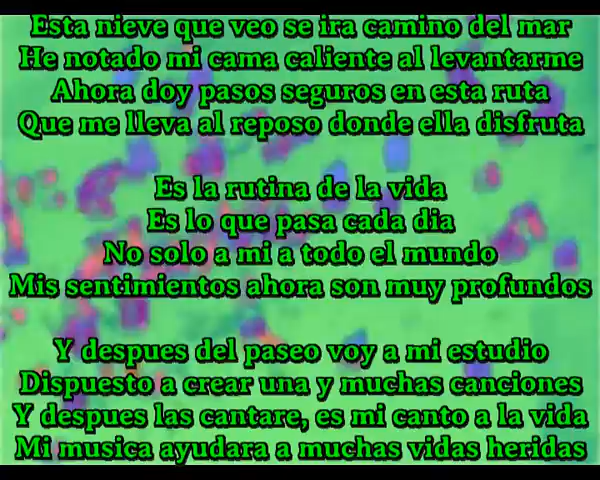 Esta nieve que veo se ira camino del mar
He notado mi cama caliente al levantarme
Ahora doy pasos seguros en esta ruta
Que me lleva al reposo donde ella disfruta
Es la rutina de la vida
Es lo que pasa cada dia
No solo a mi a todo el mundo
Mis sentimientos ahora son muy profundos
Y despues del paseo voy a mi estudio
Dispuesto a crear una y muchas canciones
Y despues las cantare, es mi canto a la vida
Mi musica ayudara a muchas vidas heridas